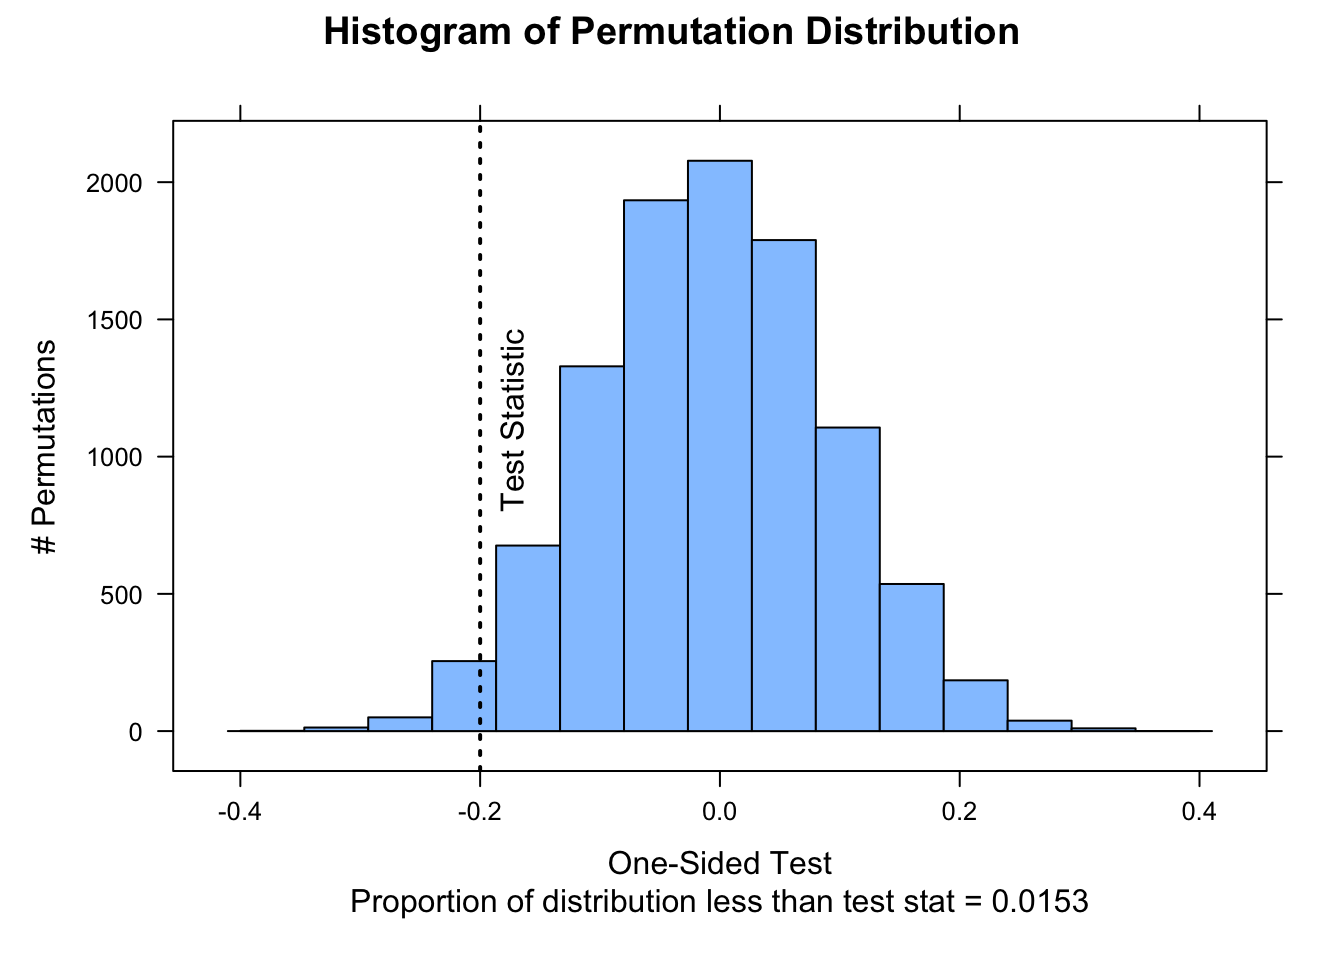 Histogram of Permutation Distribution
2000
1500
1000
500
0
# Permutations
Test Statistic
-0.4
-0.2
0.0
0.2
0.4
One-Sided Test
Proportion of distribution less than test stat = 0.0153